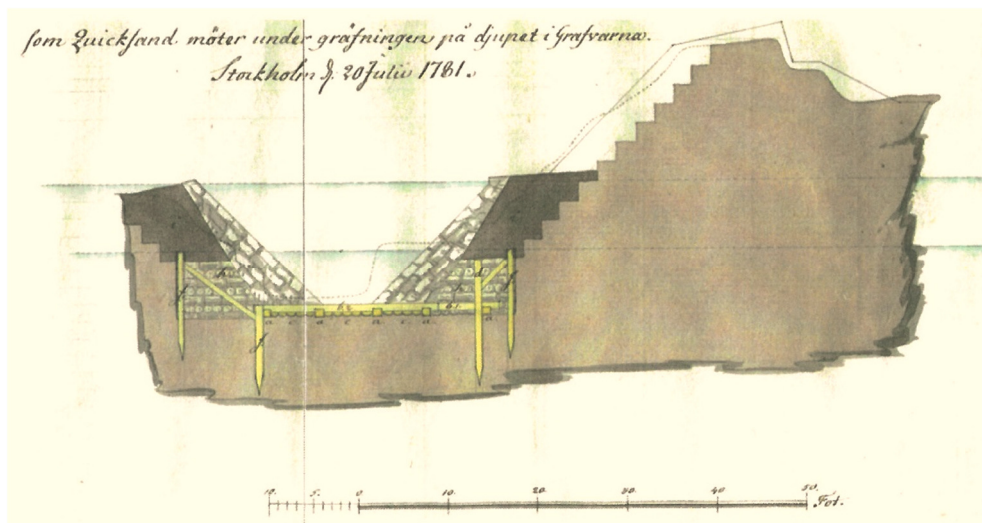 som Quicksand möter under gräfningen på djupet i Grafvarna.
Stockholm d. 20 Julii 1781.
a c a c a c a a
10. 5. 0 10. 20. 30. 40 50. Fot.